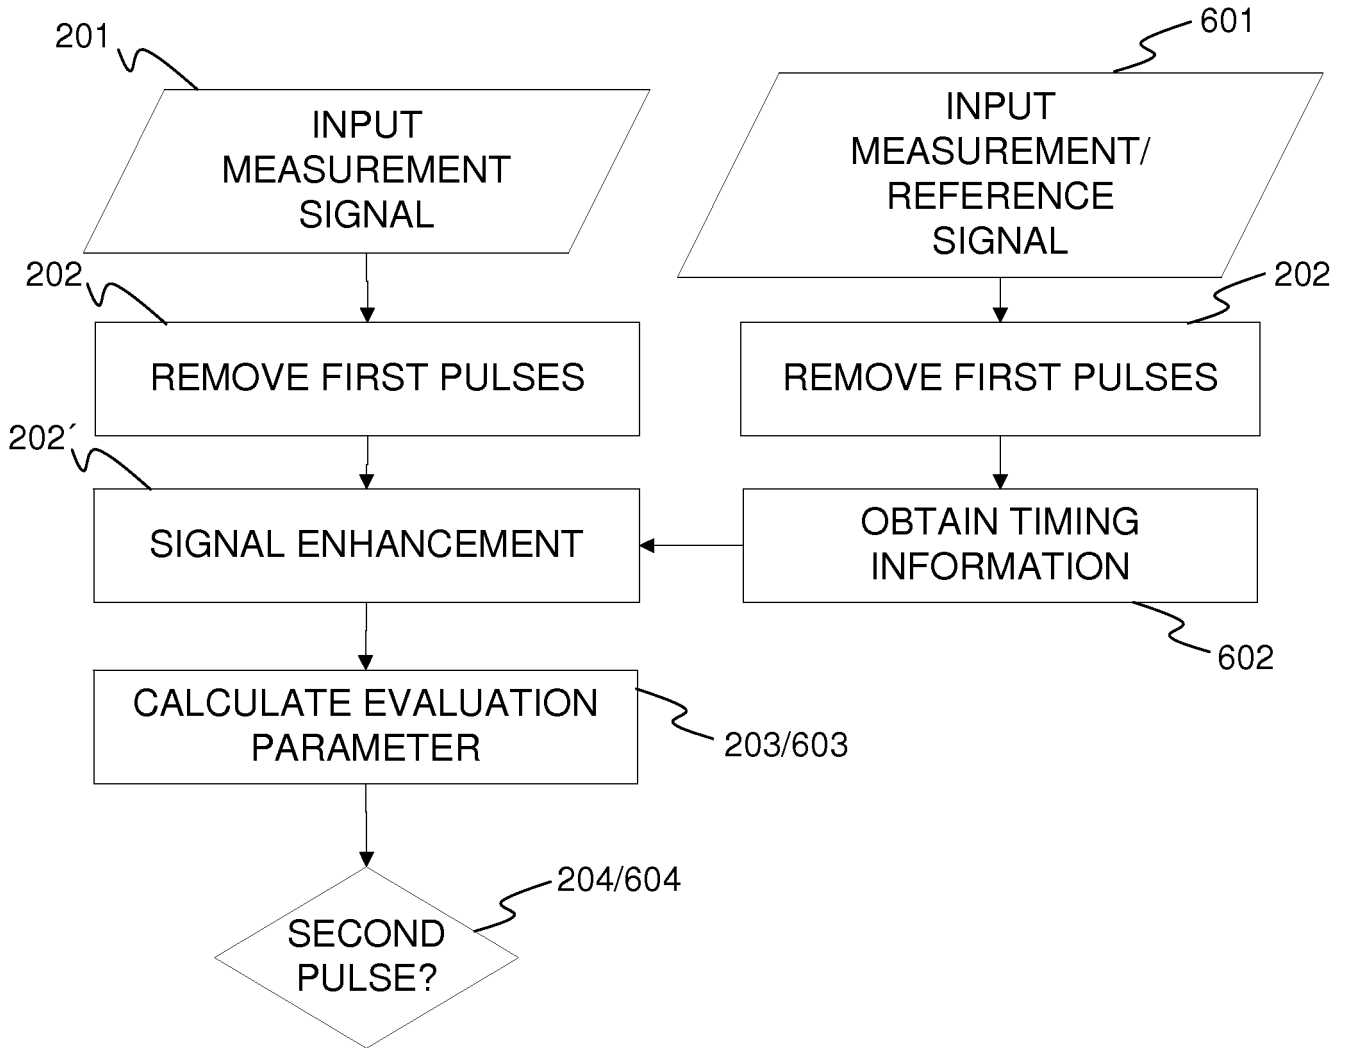 201
INPUT
MEASUREMENT
SIGNAL
601
INPUT
MEASUREMENT/
REFERENCE
SIGNAL
202
REMOVE FIRST PULSES
202
REMOVE FIRST PULSES
202´
SIGNAL ENHANCEMENT
OBTAIN TIMING
INFORMATION
602
CALCULATE EVALUATION
PARAMETER
203/603
204/604
SECOND
PULSE?